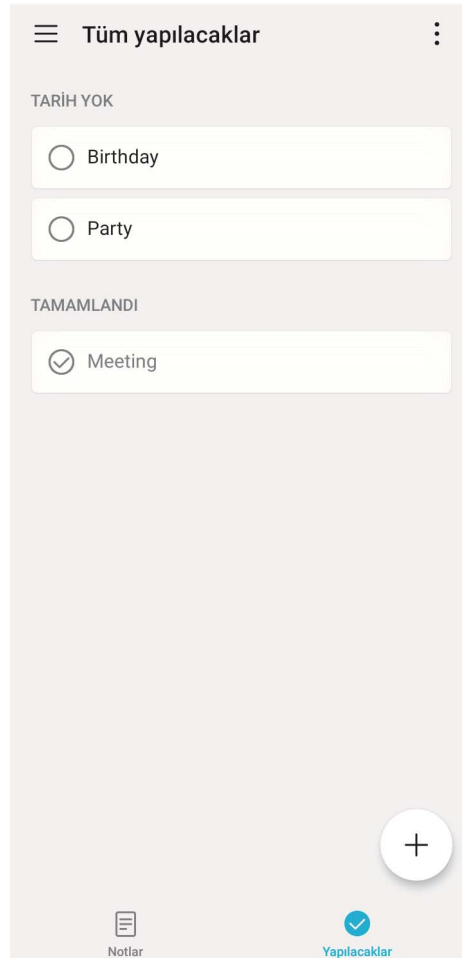 Tüm yapılacaklar
TARİH YOK
Birthday
Party
TAMAMLANDI
Meeting
Notlar
Yapılacaklar